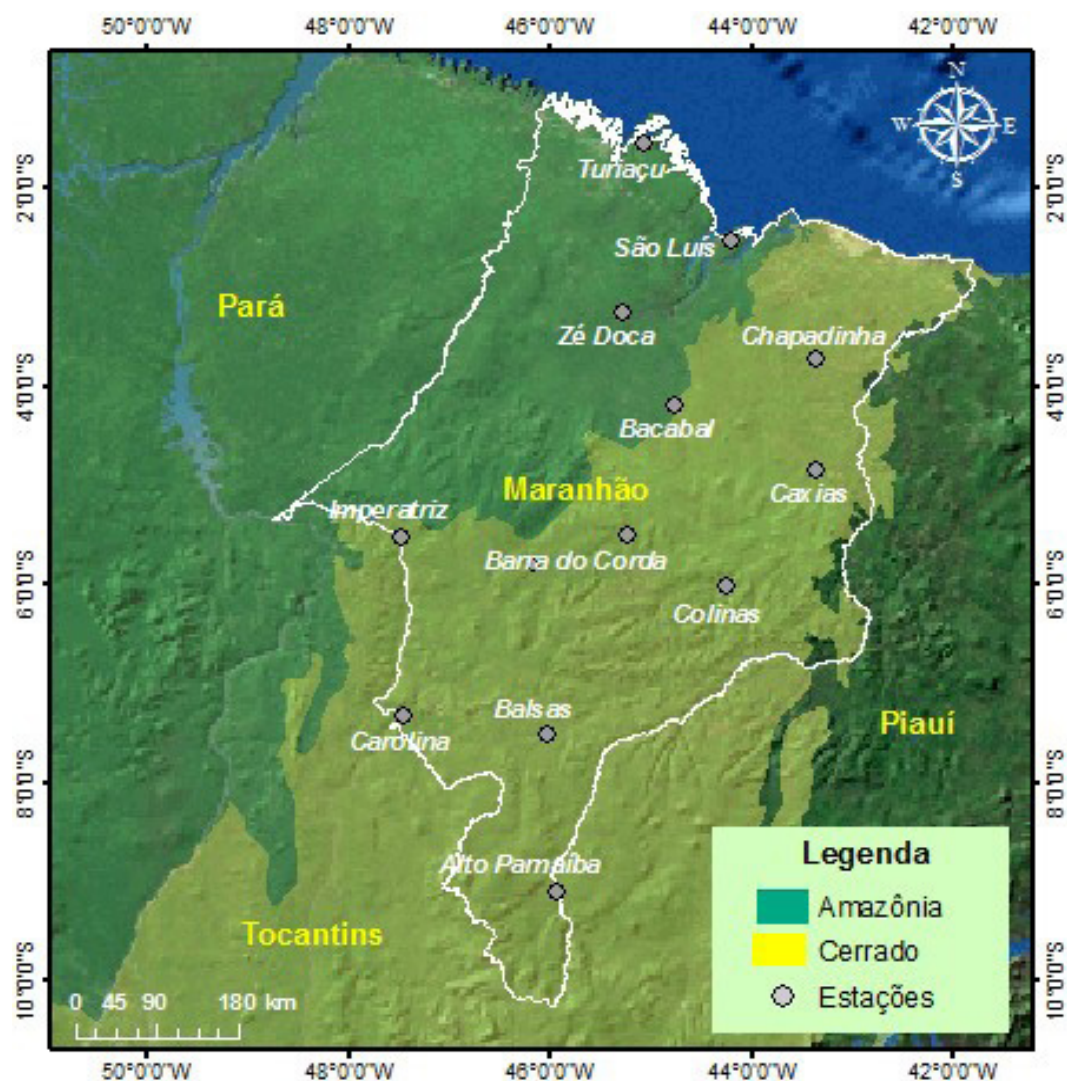 50°0'0"W 48°0'0"W 46°0'0"W 44°0'0"W 42°0'0"W
N
W E
S
Turiaçu
2°0'0"S 2°0'0"S
São Luís
Pará
Zé Doca
Chapadinha
4°0'0"S 4°0'0"S
Bacabal
Maranhão
Caxias
Imperatriz
Barra do Corda
6°0'0"S 6°0'0"S
Colinas
Balsas
Piauí
Carolina
8°0'0"S 8°0'0"S
Alto Parnaíba
Legenda
Amazônia
Tocantins
Cerrado
Estações
10°0'0"S 10°0'0"S
0 45 90 180 km
50°0'0"W 48°0'0"W 46°0'0"W 44°0'0"W 42°0'0"W